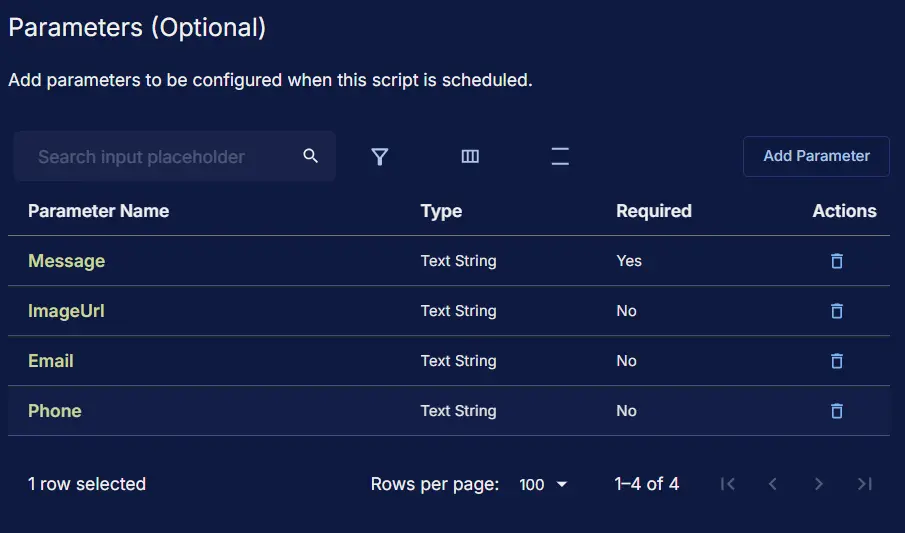 Parameters (Optional)
Add parameters to be configured when this script is scheduled.
Search input placeholder
Add Parameter
Parameter Name Type Required Actions
Message Text String Yes
ImageUrl Text String No
Email Text String No
Phone Text String No
1 row selected Rows per page: 100 1–4 of 4